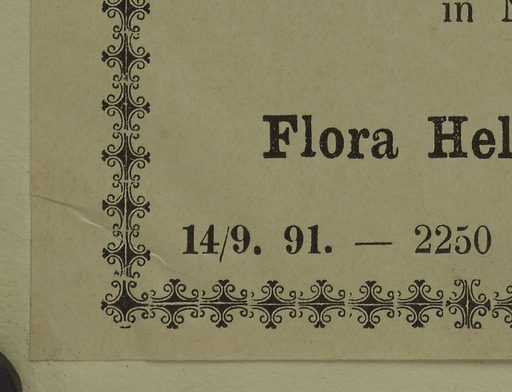 in
Flora Hel
14/9. 91. — 2250